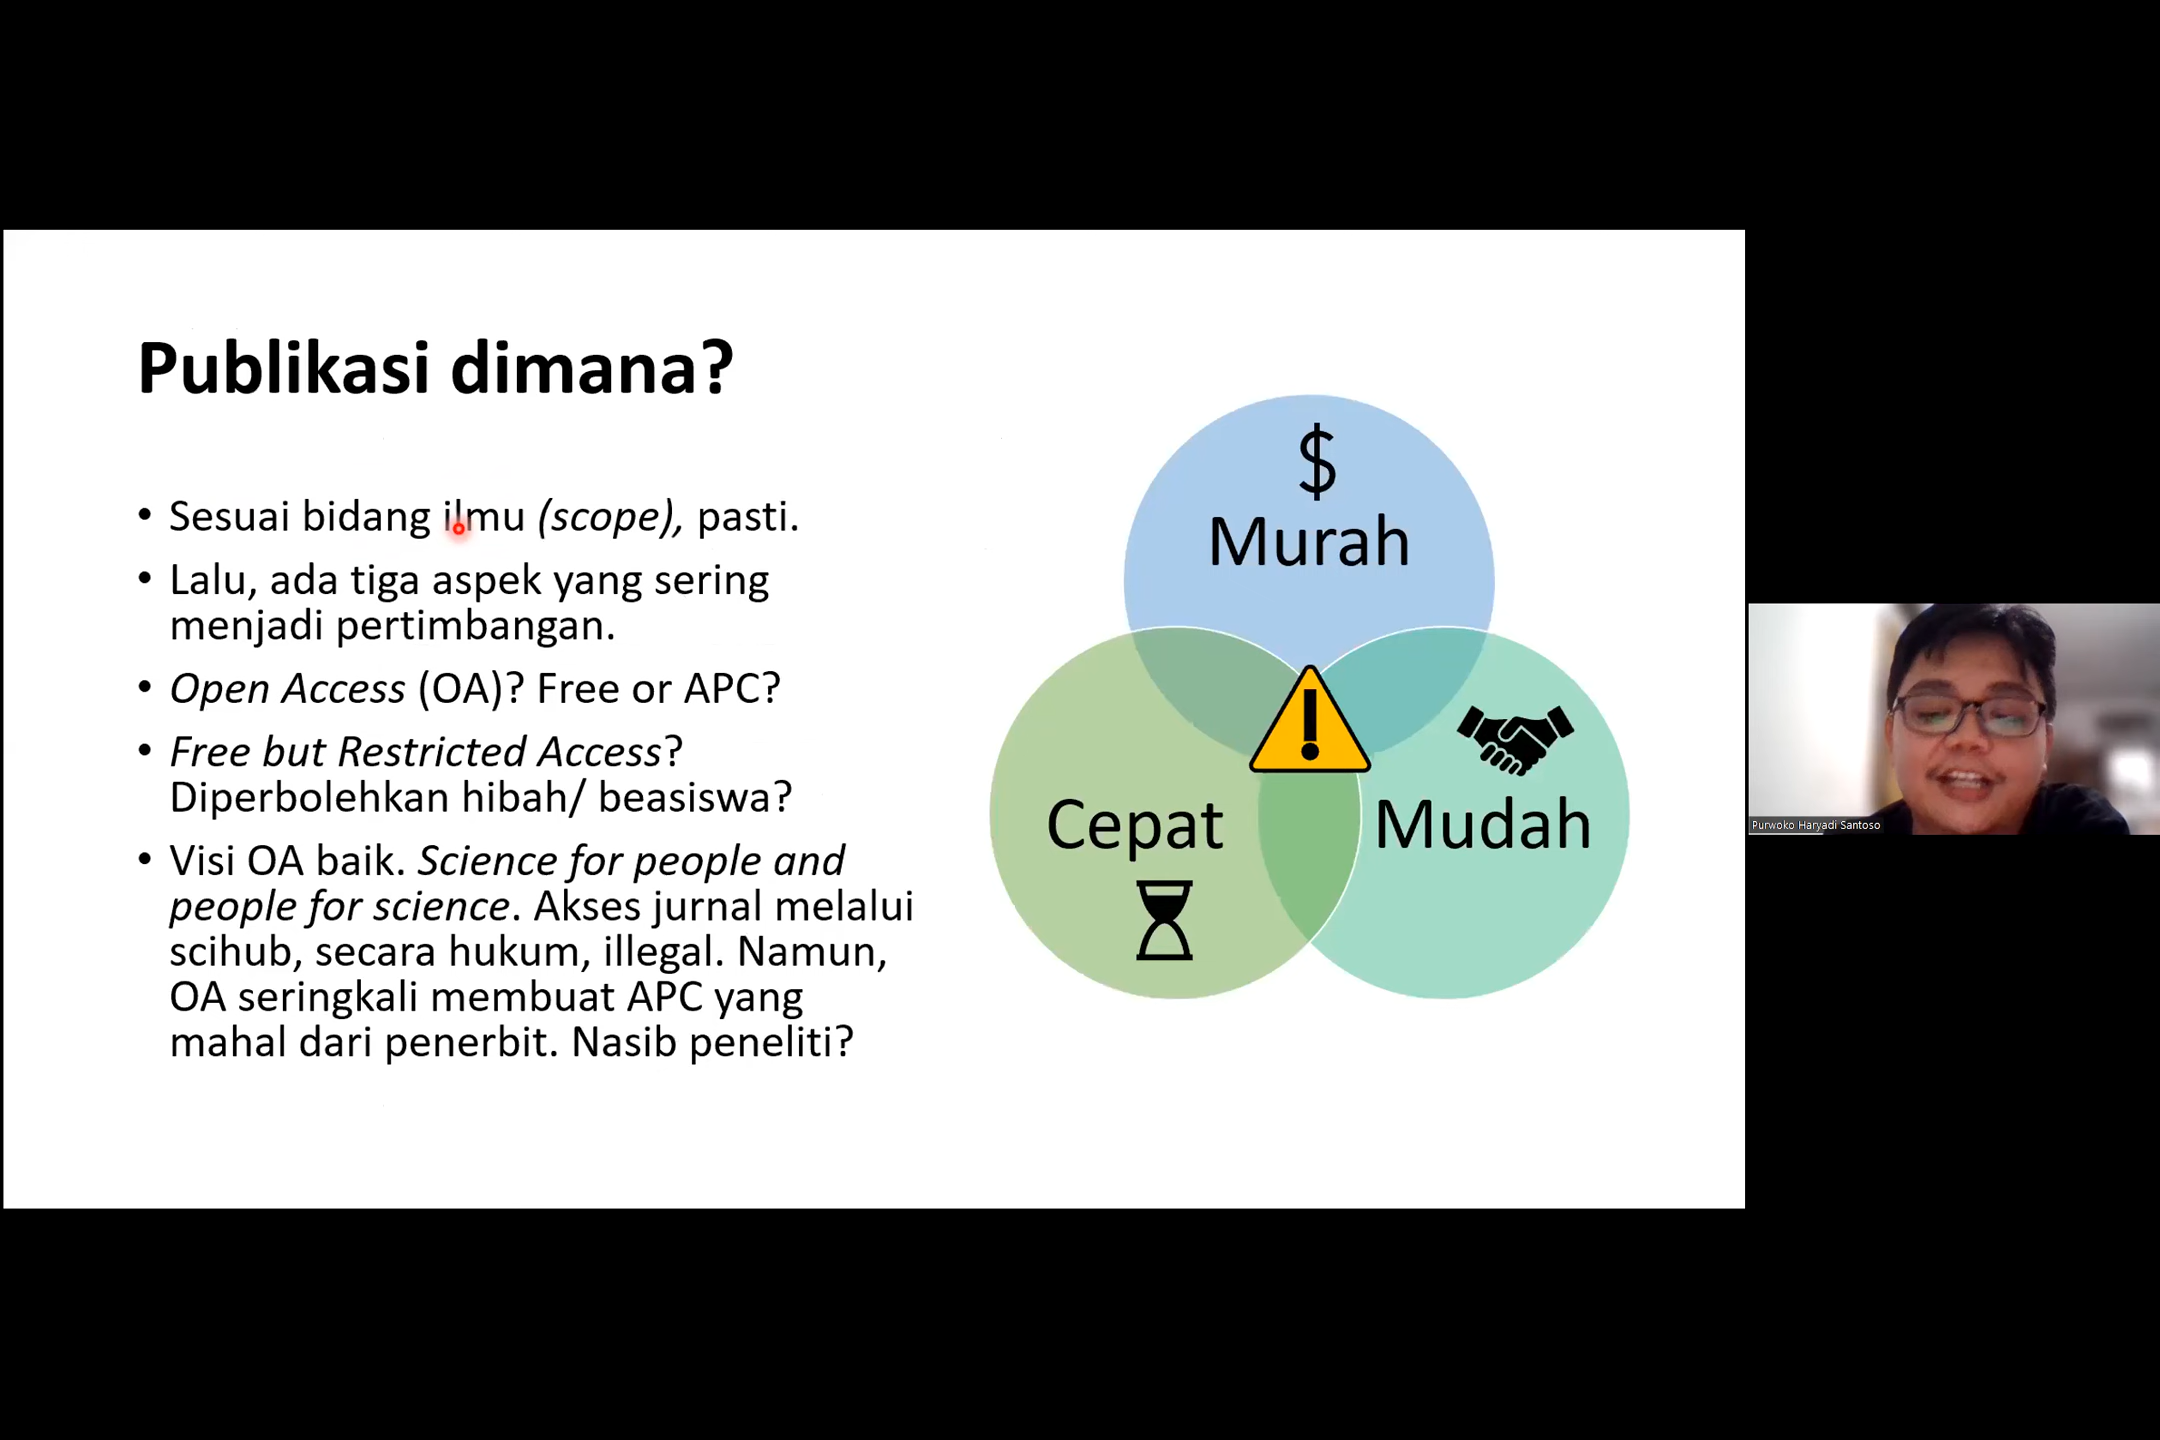 Publikasi dimana?
• Sesuai bidang ilmu (scope), pasti.
• Lalu, ada tiga aspek yang sering
menjadi pertimbangan.
• Open Access (OA)? Free or APC?
• Free but Restricted Access?
Diperbolehkan hibah/ beasiswa?
• Visi OA baik. Science for people and
people for science. Akses jurnal melalui
scihub, secara hukum, illegal. Namun,
OA seringkali membuat APC yang
mahal dari penerbit. Nasib peneliti?
$
Murah
Cepat
Mudah
Purwoko Haryadi Santoso